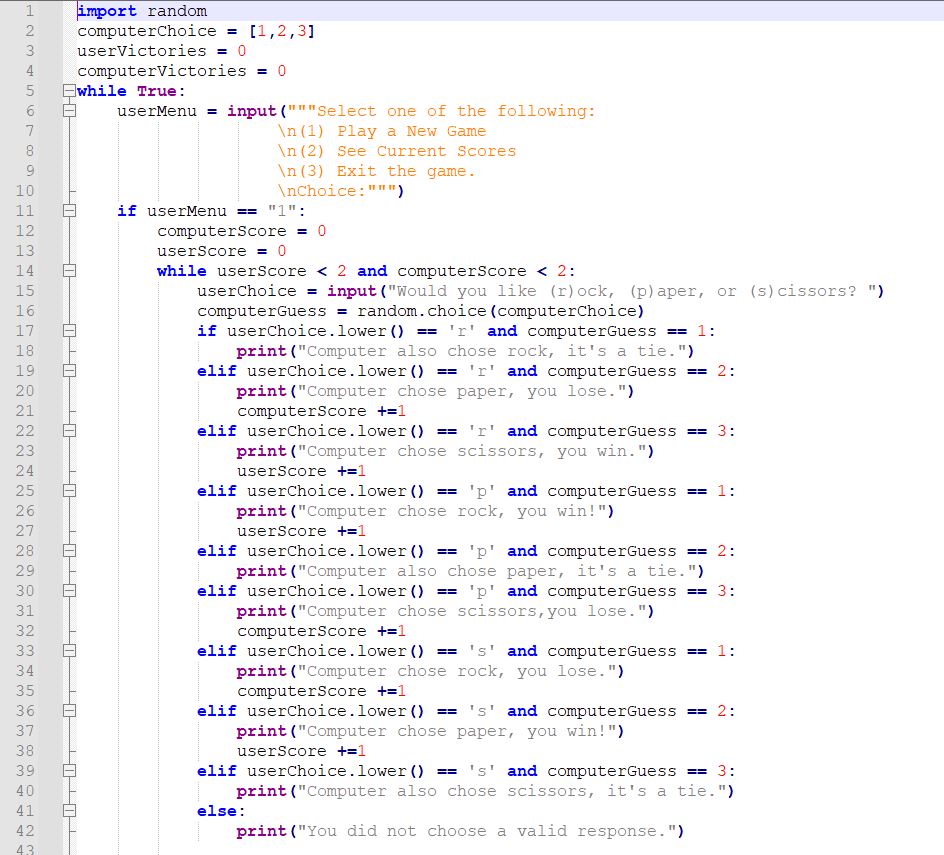 1 import random
2 computerChoice = [1,2,3]
3 userVictories = 0
4 computerVictories = 0
5 while True:
6     userMenu = input("""Select one of the following:
7                     \n(1) Play a New Game
8                     \n(2) See Current Scores
9                     \n(3) Exit the game.
10                     \nChoice:""")
11     if userMenu == "1":
12         computerScore = 0
13         userScore = 0
14         while userScore < 2 and computerScore < 2:
15             userChoice = input("Would you like (r)ock, (p)aper, or (s)cissors? ")
16             computerGuess = random.choice(computerChoice)
17             if userChoice.lower() == 'r' and computerGuess == 1:
18                 print("Computer also chose rock, it's a tie.")
19             elif userChoice.lower() == 'r' and computerGuess == 2:
20                 print("Computer chose paper, you lose.")
21                 computerScore +=1
22             elif userChoice.lower() == 'r' and computerGuess == 3:
23                 print("Computer chose scissors, you win.")
24                 userScore +=1
25             elif userChoice.lower() == 'p' and computerGuess == 1:
26                 print("Computer chose rock, you win!")
27                 userScore +=1
28             elif userChoice.lower() == 'p' and computerGuess == 2:
29                 print("Computer also chose paper, it's a tie.")
30             elif userChoice.lower() == 'p' and computerGuess == 3:
31                 print("Computer chose scissors,you lose.")
32                 computerScore +=1
33             elif userChoice.lower() == 's' and computerGuess == 1:
34                 print("Computer chose rock, you lose.")
35                 computerScore +=1
36             elif userChoice.lower() == 's' and computerGuess == 2:
37                 print("Computer chose paper, you win!")
38                 userScore +=1
39             elif userChoice.lower() == 's' and computerGuess == 3:
40                 print("Computer also chose scissors, it's a tie.")
41             else:
42                 print("You did not choose a valid response.")
43